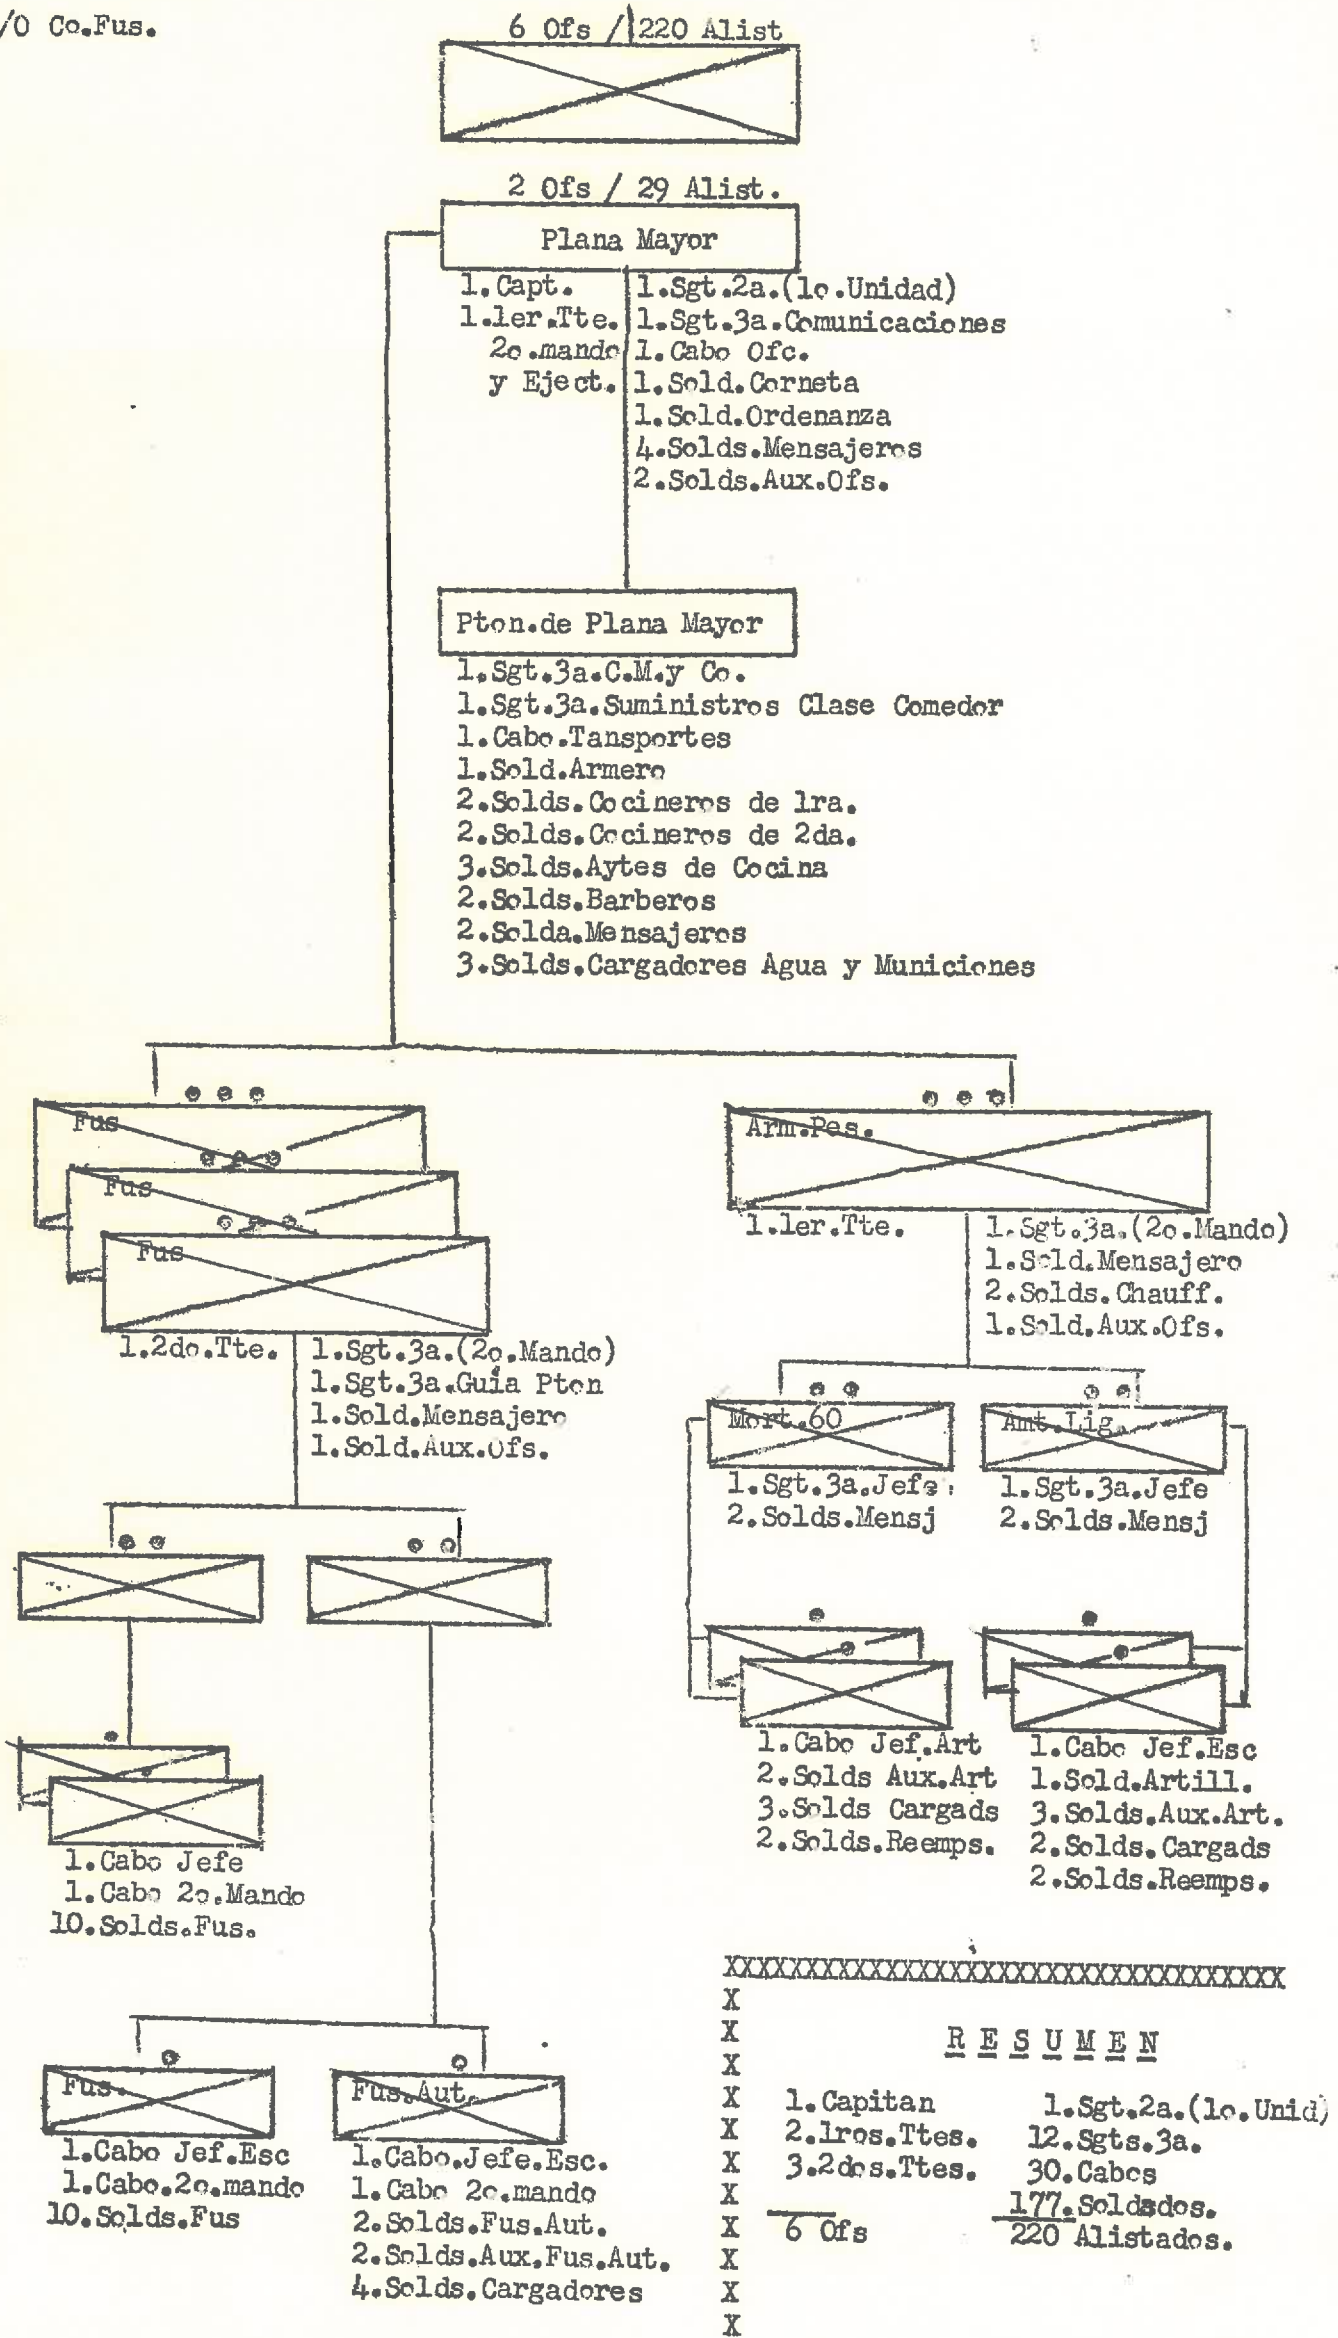 /O Co.Fus.
6 Ofs / 220 Alist
2 Ofs / 29 Alist.
Plana Mayor
1.Capt.
1.1er.Tte.
2o.mando
y Eject.
1.Sgt.2a.(1o.Unidad)
1.Sgt.3a.Comunicaciones
1.Cabo Ofc.
1.Sold.Corneta
1.Sold.Ordenanza
4.Solds.Mensajeros
2.Solds.Aux.Ofs.
Pton.de Plana Mayor
1.Sgt.3a.C.M.y Co.
1.Sgt.3a.Suministros Clase Comedor
1.Cabo.Tansportes
1.Sold.Armero
2.Solds.Cocineros de 1ra.
2.Solds.Cocineros de 2da.
3.Solds.Aytes de Cocina
2.Solds.Barberos
2.Solda.Mensajeros
3.Solds.Cargadores Agua y Municiones
Fus
Fus
Fus
1.2do.Tte.
1.Sgt.3a.(2o.Mando)
1.Sgt.3a.Guía Pton
1.Sold.Mensajero
1.Sold.Aux.Ofs.
Arm.Pes.
1.1er.Tte.
1.Sgt.3a.(2o.Mando)
1.Sold.Mensajero
2.Solds.Chauff.
1.Sold.Aux.Ofs.
Mort.60
1.Sgt.3a.Jefe
2.Solds.Mensj
Amt.Lig.
1.Sgt.3a.Jefe
2.Solds.Mensj
1.Cabo Jef.Art
2.Solds Aux.Art
3.Solds Cargads
2.Solds.Reemps.
1.Cabo Jef.Esc
1.Sold.Artill.
3.Solds.Aux.Art.
2.Solds.Cargads
2.Solds.Reemps.
1.Cabo Jefe
1.Cabo 2o.Mando
10.Solds.Fus.
Fus.
1.Cabo Jef.Esc
1.Cabo.2o.mando
10.Solds.Fus
Fus.Aut.
1.Cabo.Jefe.Esc.
1.Cabo 2o.mando
2.Solds.Fus.Aut.
2.Solds.Aux.Fus.Aut.
4.Solds.Cargadores
XXXXXXXXXXXXXXXXXXXXXXXXXXXXXXXXXX
X
X
X
X
X
X
X
X
X
X
X
R E S U M E N
1.Capitan
2.1ros.Ttes.
3.2dos.Ttes.
6 Ofs
1.Sgt.2a.(1o.Unid)
12.Sgts.3a.
30.Cabos
177.Soldados.
220 Alistados.